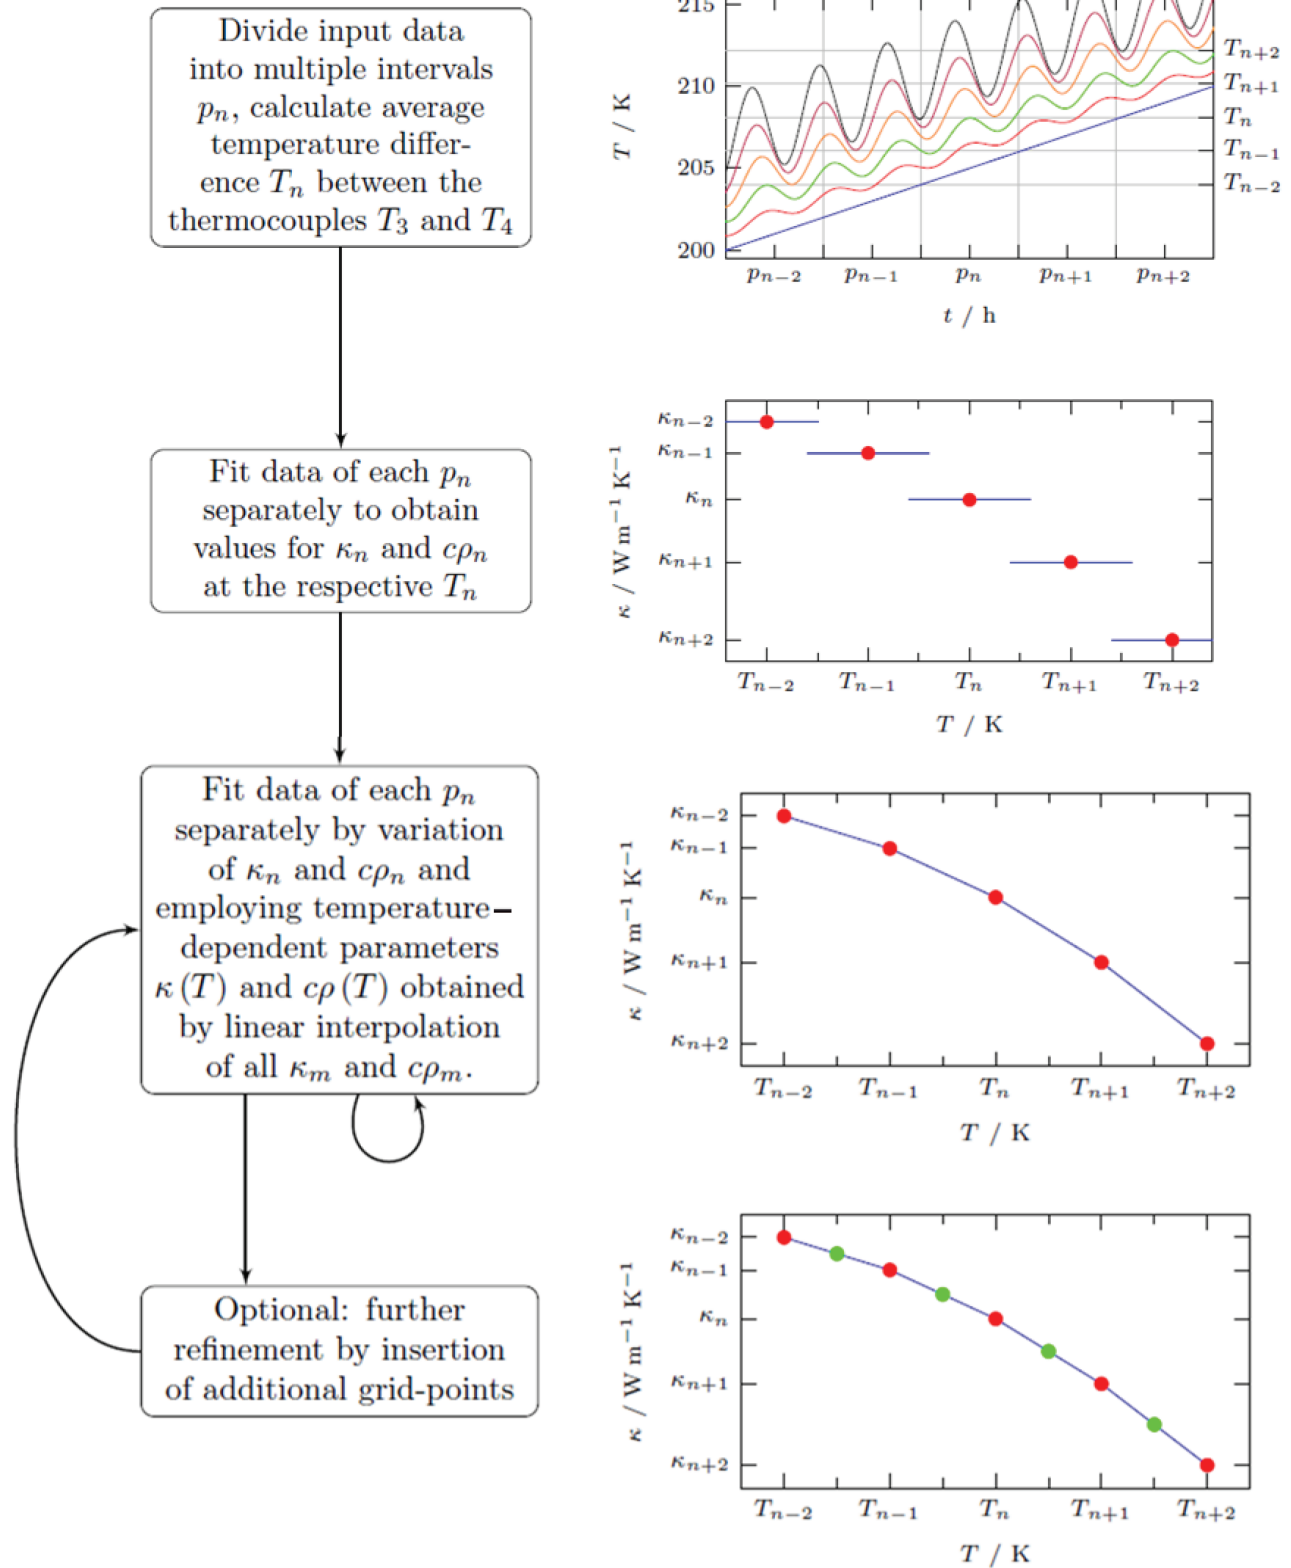 Divide input data
into multiple intervals
pₙ, calculate average
temperature differ-
ence Tₙ between the
thermocouples T₃ and T₄
215
210
205
200
T / K
Tₙ₊₂
Tₙ₊₁
Tₙ
Tₙ₋₁
Tₙ₋₂
pₙ₋₂ pₙ₋₁ pₙ pₙ₊₁ pₙ₊₂
t / h
Fit data of each pₙ
separately to obtain
values for κₙ and cρₙ
at the respective Tₙ
κₙ₋₂
κₙ₋₁
κₙ
κₙ₊₁
κₙ₊₂
κ / W m⁻¹ K⁻¹
Tₙ₋₂ Tₙ₋₁ Tₙ Tₙ₊₁ Tₙ₊₂
T / K
Fit data of each pₙ
separately by variation
of κₙ and cρₙ and
employing temperature–
dependent parameters
κ (T) and cρ (T) obtained
by linear interpolation
of all κₘ and cρₘ.
κₙ₋₂
κₙ₋₁
κₙ
κₙ₊₁
κₙ₊₂
κ / W m⁻¹ K⁻¹
Tₙ₋₂ Tₙ₋₁ Tₙ Tₙ₊₁ Tₙ₊₂
T / K
Optional: further
refinement by insertion
of additional grid-points
κₙ₋₂
κₙ₋₁
κₙ
κₙ₊₁
κₙ₊₂
κ / W m⁻¹ K⁻¹
Tₙ₋₂ Tₙ₋₁ Tₙ Tₙ₊₁ Tₙ₊₂
T / K